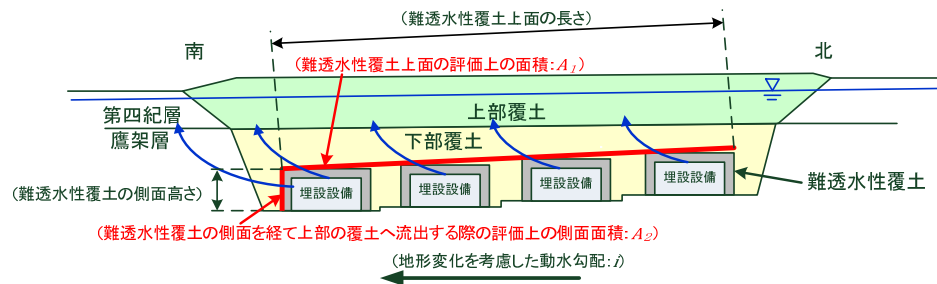 (難透水性覆土上面の長さ)
南
北
(難透水性覆土上面の評価上の面積:A1)
第四紀層
上部覆土
鷹架層
下部覆土
埋設設備
埋設設備
埋設設備
埋設設備
難透水性覆土
(難透水性覆土の側面高さ)
(難透水性覆土の側面を経て上部の覆土へ流出する際の評価上の側面面積:A2)
(地形変化を考慮した動水勾配:i)